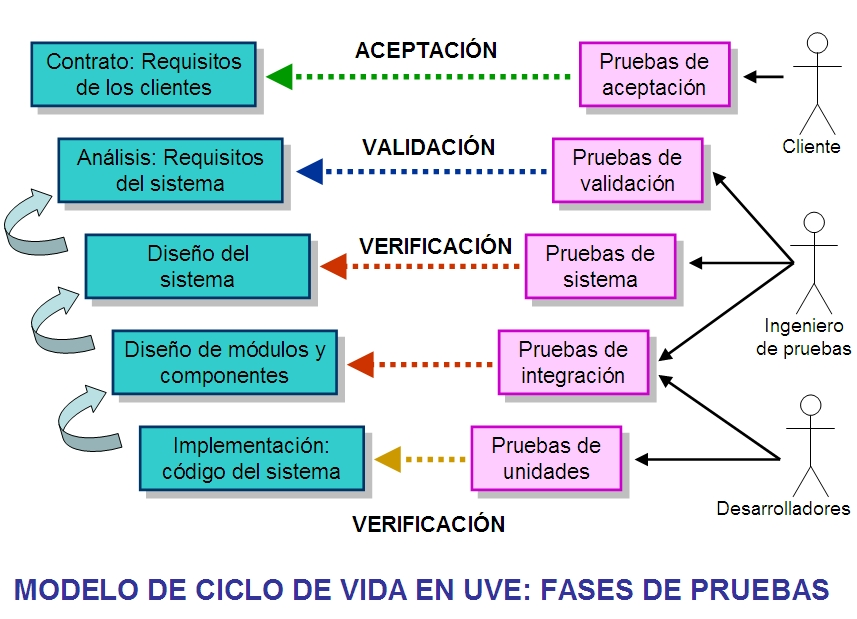 Contrato: Requisitos
de los clientes
ACEPTACIÓN
Pruebas de
aceptación
Cliente
Análisis: Requisitos
del sistema
VALIDACIÓN
Pruebas de
validación
Diseño del
sistema
VERIFICACIÓN
Pruebas de
sistema
Ingeniero
de pruebas
Diseño de módulos y
componentes
Pruebas de
integración
Implementación:
código del sistema
Pruebas de
unidades
Desarrolladores
VERIFICACIÓN
MODELO DE CICLO DE VIDA EN UVE: FASES DE PRUEBAS